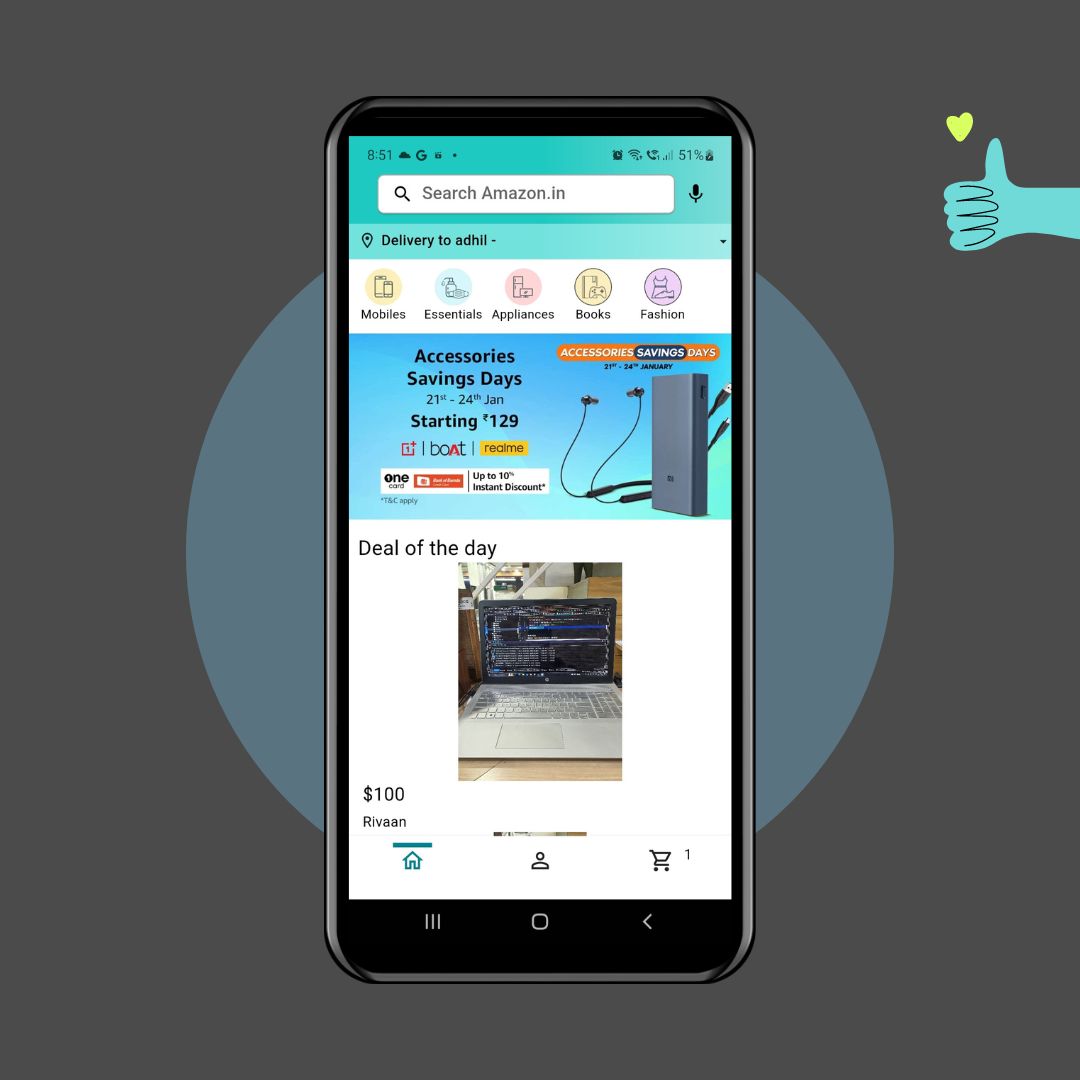 8:51
51%
Search Amazon.in
Delivery to adhil -
Mobiles
Essentials
Appliances
Books
Fashion
Accessories
Savings Days
21st - 24th Jan
Starting ₹129
1+ | boAt | realme
one
card
Bank of Baroda
Up to 10%
Instant Discount*
*T&C apply
ACCESSORIES SAVINGS DAYS
21ST - 24TH JANUARY
mi
Deal of the day
hp
$100
Rivaan
1